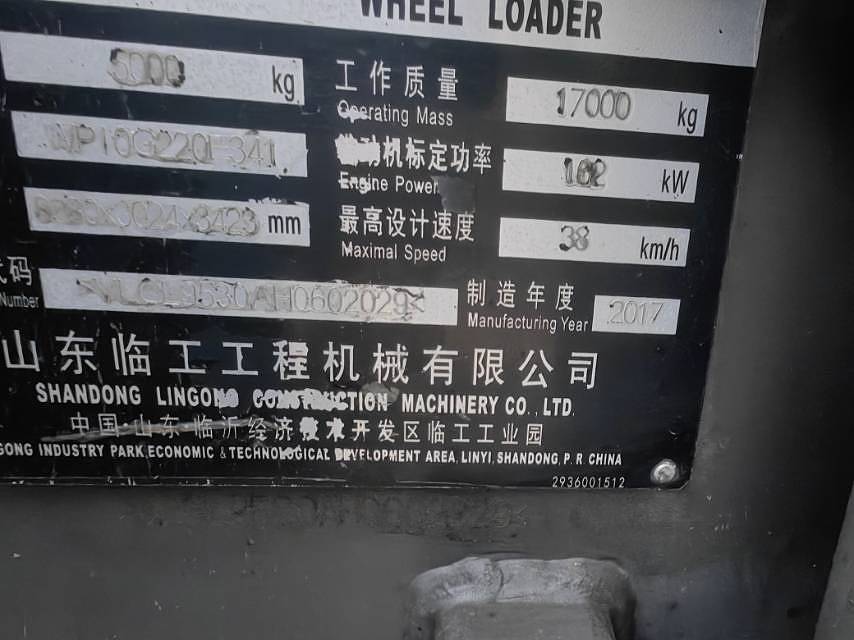 WHEEL LOADER
5000 kg 工作质量 Operating Mass 17000 kg
WP10G220E341 发动机标定功率 Engine Power 162 kW
mm 最高设计速度 Maximal Speed 38 km/h
码 Number 制造年度 Manufacturing Year 2017
山东临工工程机械有限公司
SHANDONG LINGONG CONSTRUCTION MACHINERY CO., LTD.
中国·山东·临沂经济技术开发区临工工业园
GONG INDUSTRY PARK, ECONOMIC & TECHNOLOGICAL DEVELOPMENT AREA, LINYI, SHANDONG, P. R. CHINA
2936001512